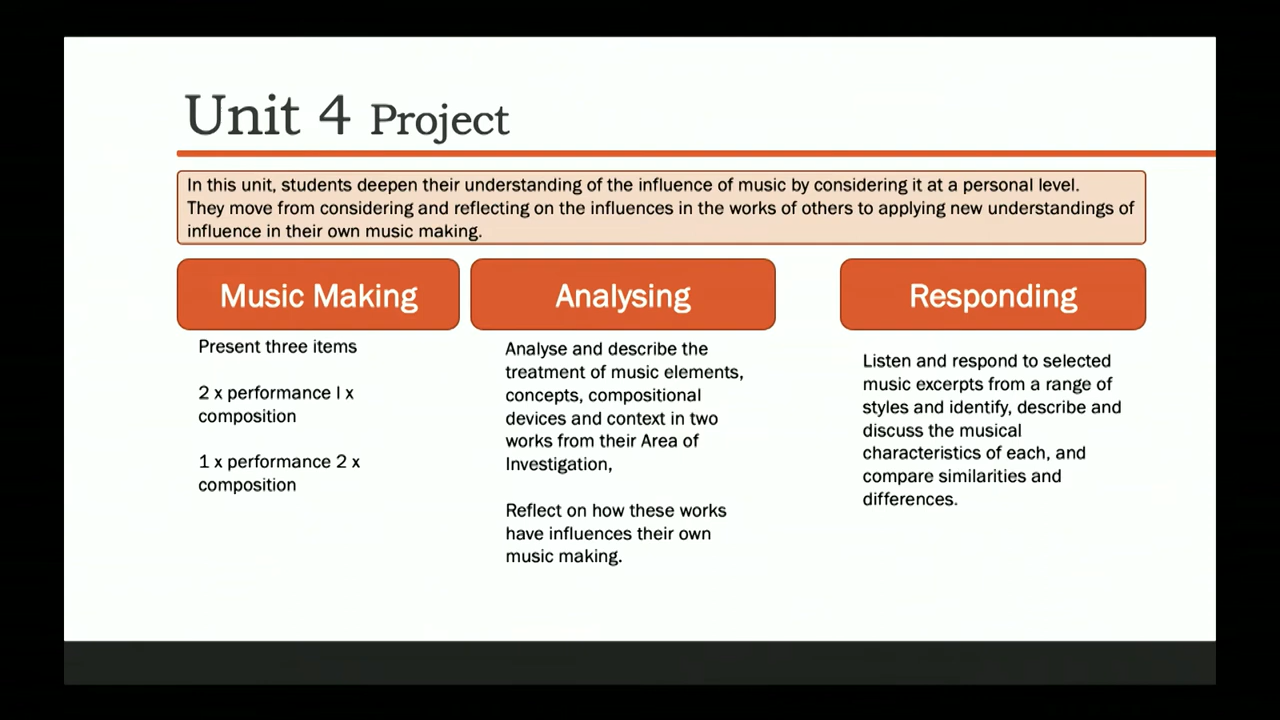 Unit 4 Project
In this unit, students deepen their understanding of the influence of music by considering it at a personal level.
They move from considering and reflecting on the influences in the works of others to applying new understandings of
influence in their own music making.
Music Making
Present three items
2 x performance I x
composition
1 x performance 2 x
composition
Analysing
Analyse and describe the
treatment of music elements,
concepts, compositional
devices and context in two
works from their Area of
Investigation,
Reflect on how these works
have influences their own
music making.
Responding
Listen and respond to selected
music excerpts from a range of
styles and identify, describe and
discuss the musical
characteristics of each, and
compare similarities and
differences.